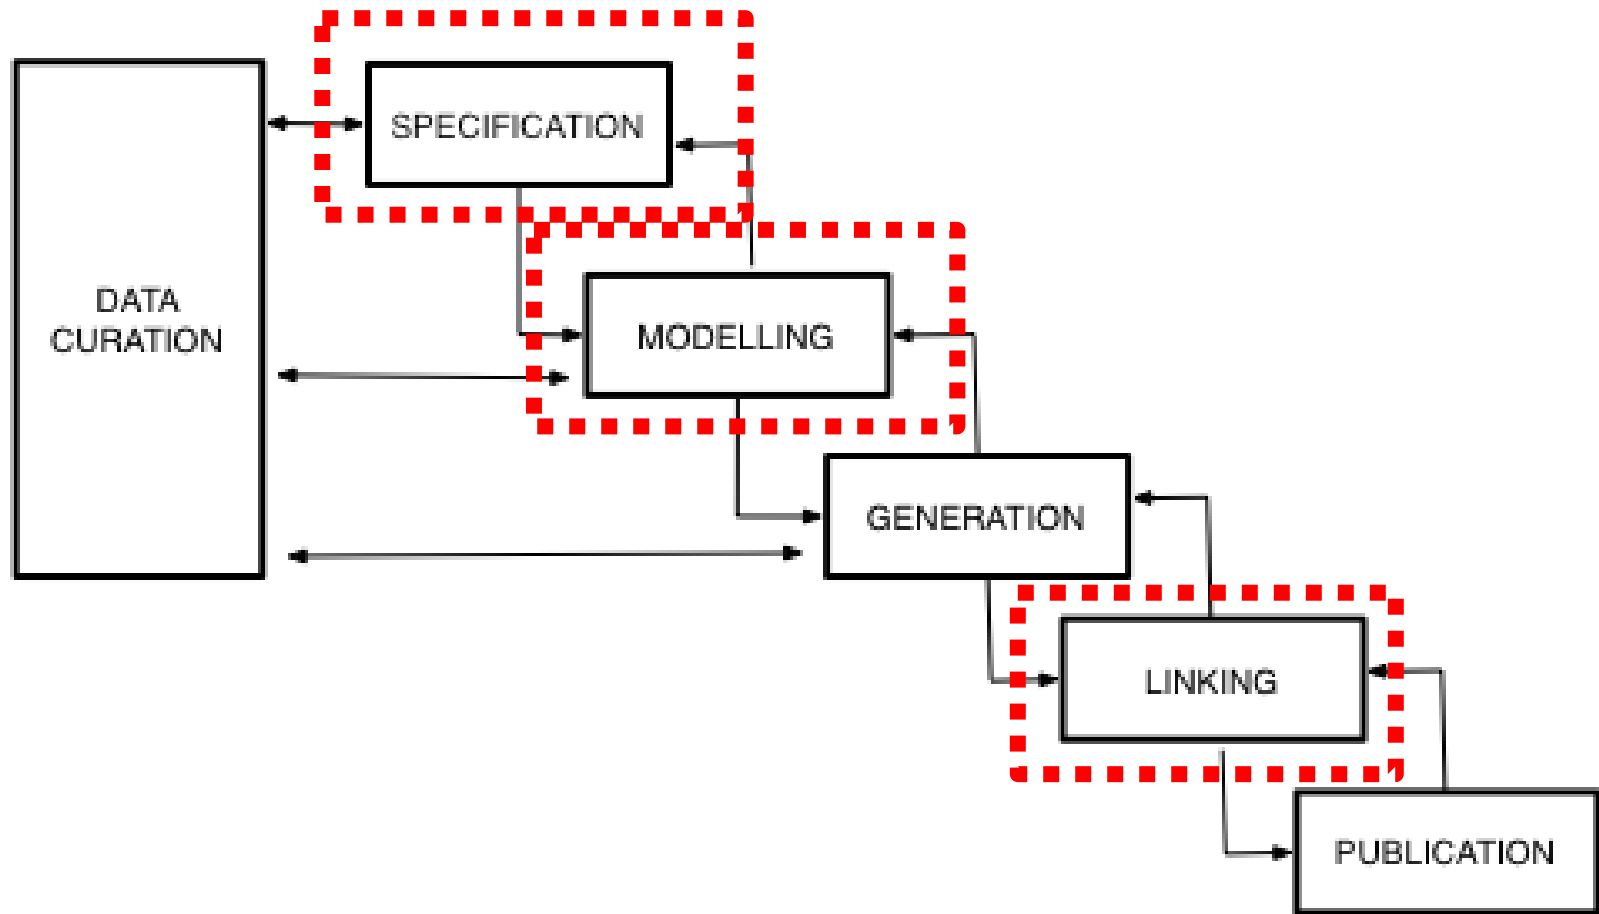 SPECIFICATION
DATA
CURATION
MODELLING
GENERATION
LINKING
PUBLICATION